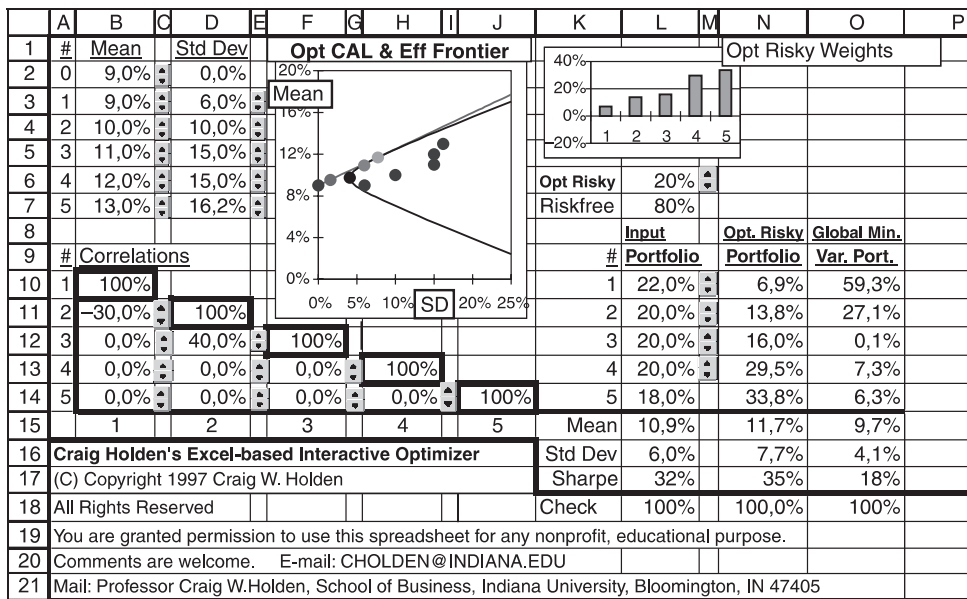 A B C D E F G H I J K L M N O P
1 # Mean Std Dev Opt CAL & Eff Frontier Opt Risky Weights
2 0 9,0% 0,0% 20% 40%
Mean 20%
3 1 9,0% 6,0% 16% 0%
4 2 10,0% 10,0% 1 2 3 4 5
5 3 11,0% 15,0% 12% –20%
6 4 12,0% 15,0% Opt Risky 20%
7 5 13,0% 16,2% 8% Riskfree 80%
8 Input Opt. Risky Global Min.
9 # Correlations 4% # Portfolio Portfolio Var. Port.
10 1 100% 0% 1 22,0% 6,9% 59,3%
0% 5% 10% 15% 20% 25%
11 2 –30,0% 100% SD 2 20,0% 13,8% 27,1%
12 3 0,0% 40,0% 100% 3 20,0% 16,0% 0,1%
13 4 0,0% 0,0% 0,0% 100% 4 20,0% 29,5% 7,3%
14 5 0,0% 0,0% 0,0% 0,0% 100% 5 18,0% 33,8% 6,3%
15 1 2 3 4 5 Mean 10,9% 11,7% 9,7%
16 Craig Holden's Excel-based Interactive Optimizer Std Dev 6,0% 7,7% 4,1%
17 (C) Copyright 1997 Craig W. Holden Sharpe 32% 35% 18%
18 All Rights Reserved Check 100% 100,0% 100%
19 You are granted permission to use this spreadsheet for any nonprofit, educational purpose.
20 Comments are welcome. E-mail: CHOLDEN@INDIANA.EDU
21 Mail: Professor Craig W.Holden, School of Business, Indiana University, Bloomington, IN 47405